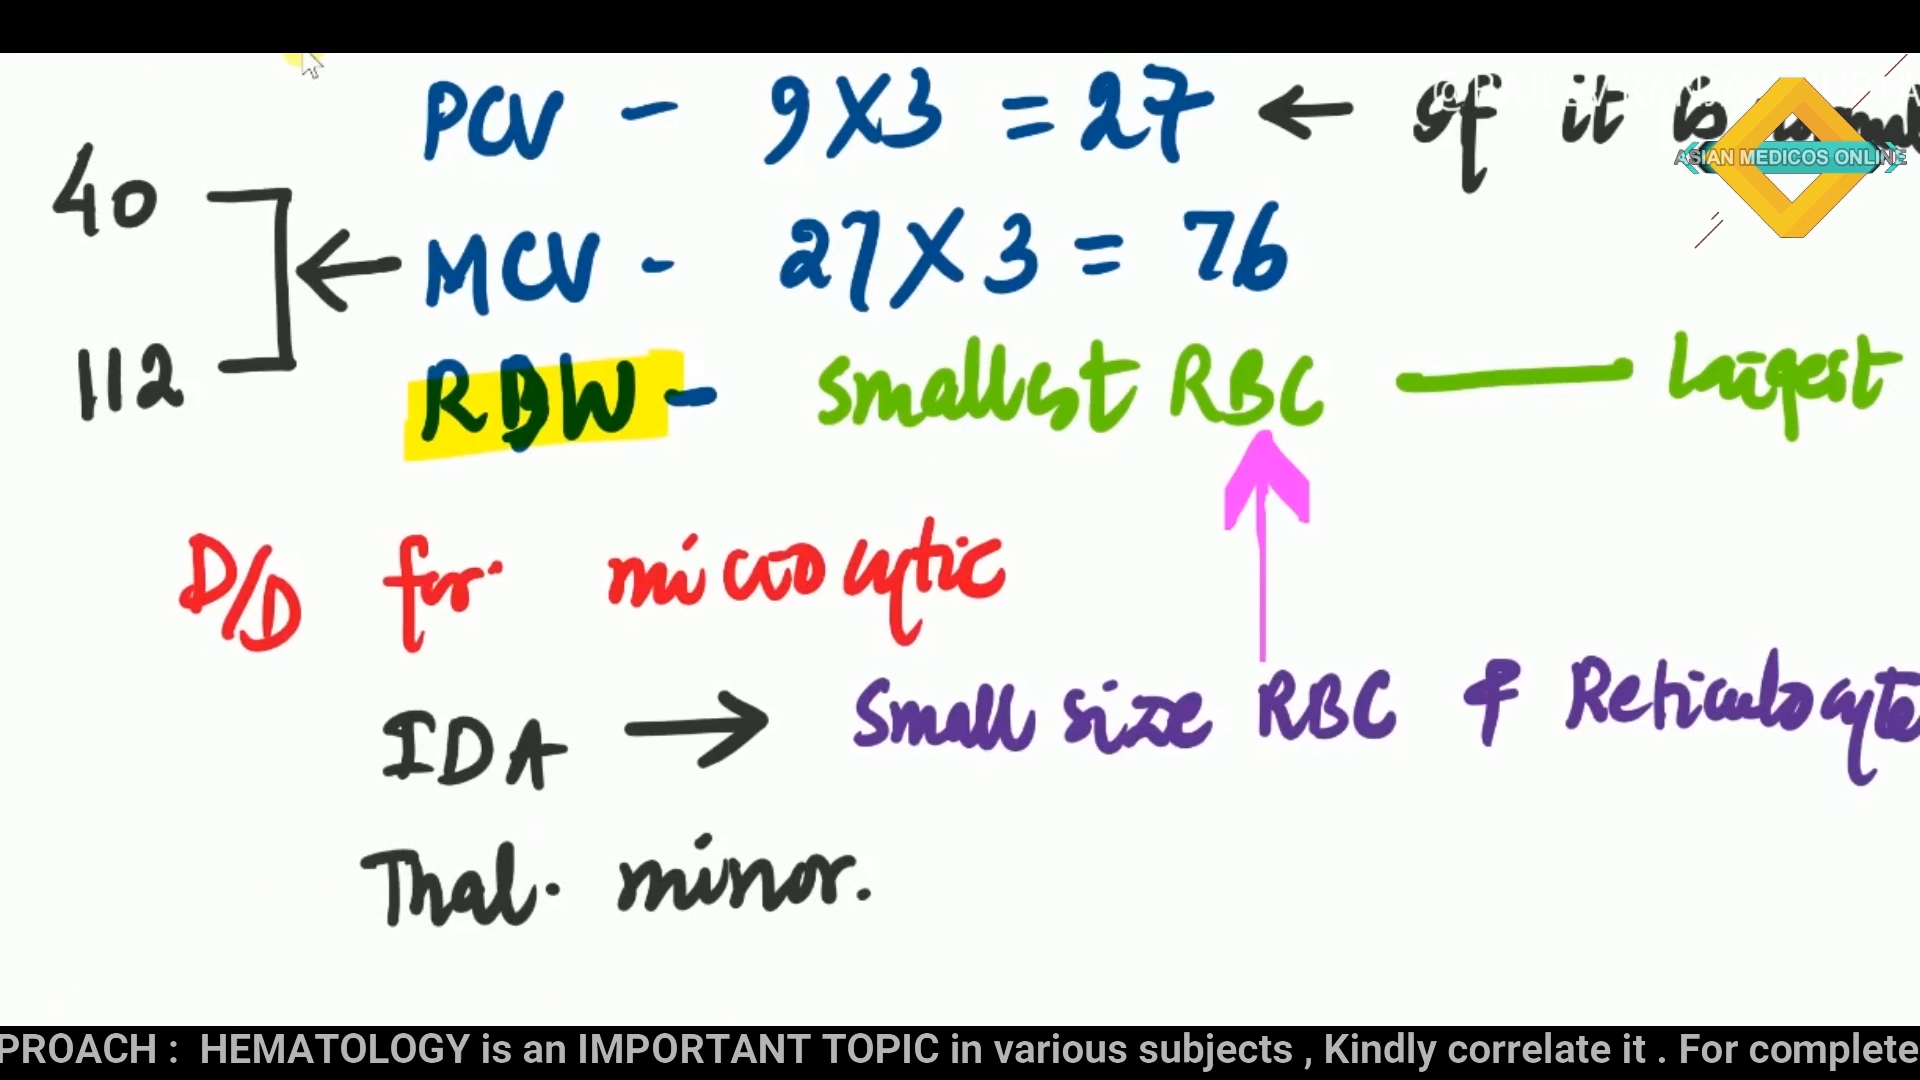 PCV - 9X3 = 27 ← If it is
ASIAN MEDICOS ONLINE
40
MCV - 27X3 = 76
112
RDW - Smallest RBC — Largest
D/D for microcytic
IDA → Small size RBC & Reticulocyte
Thal. minor.
PROACH : HEMATOLOGY is an IMPORTANT TOPIC in various subjects , Kindly correlate it . For complete